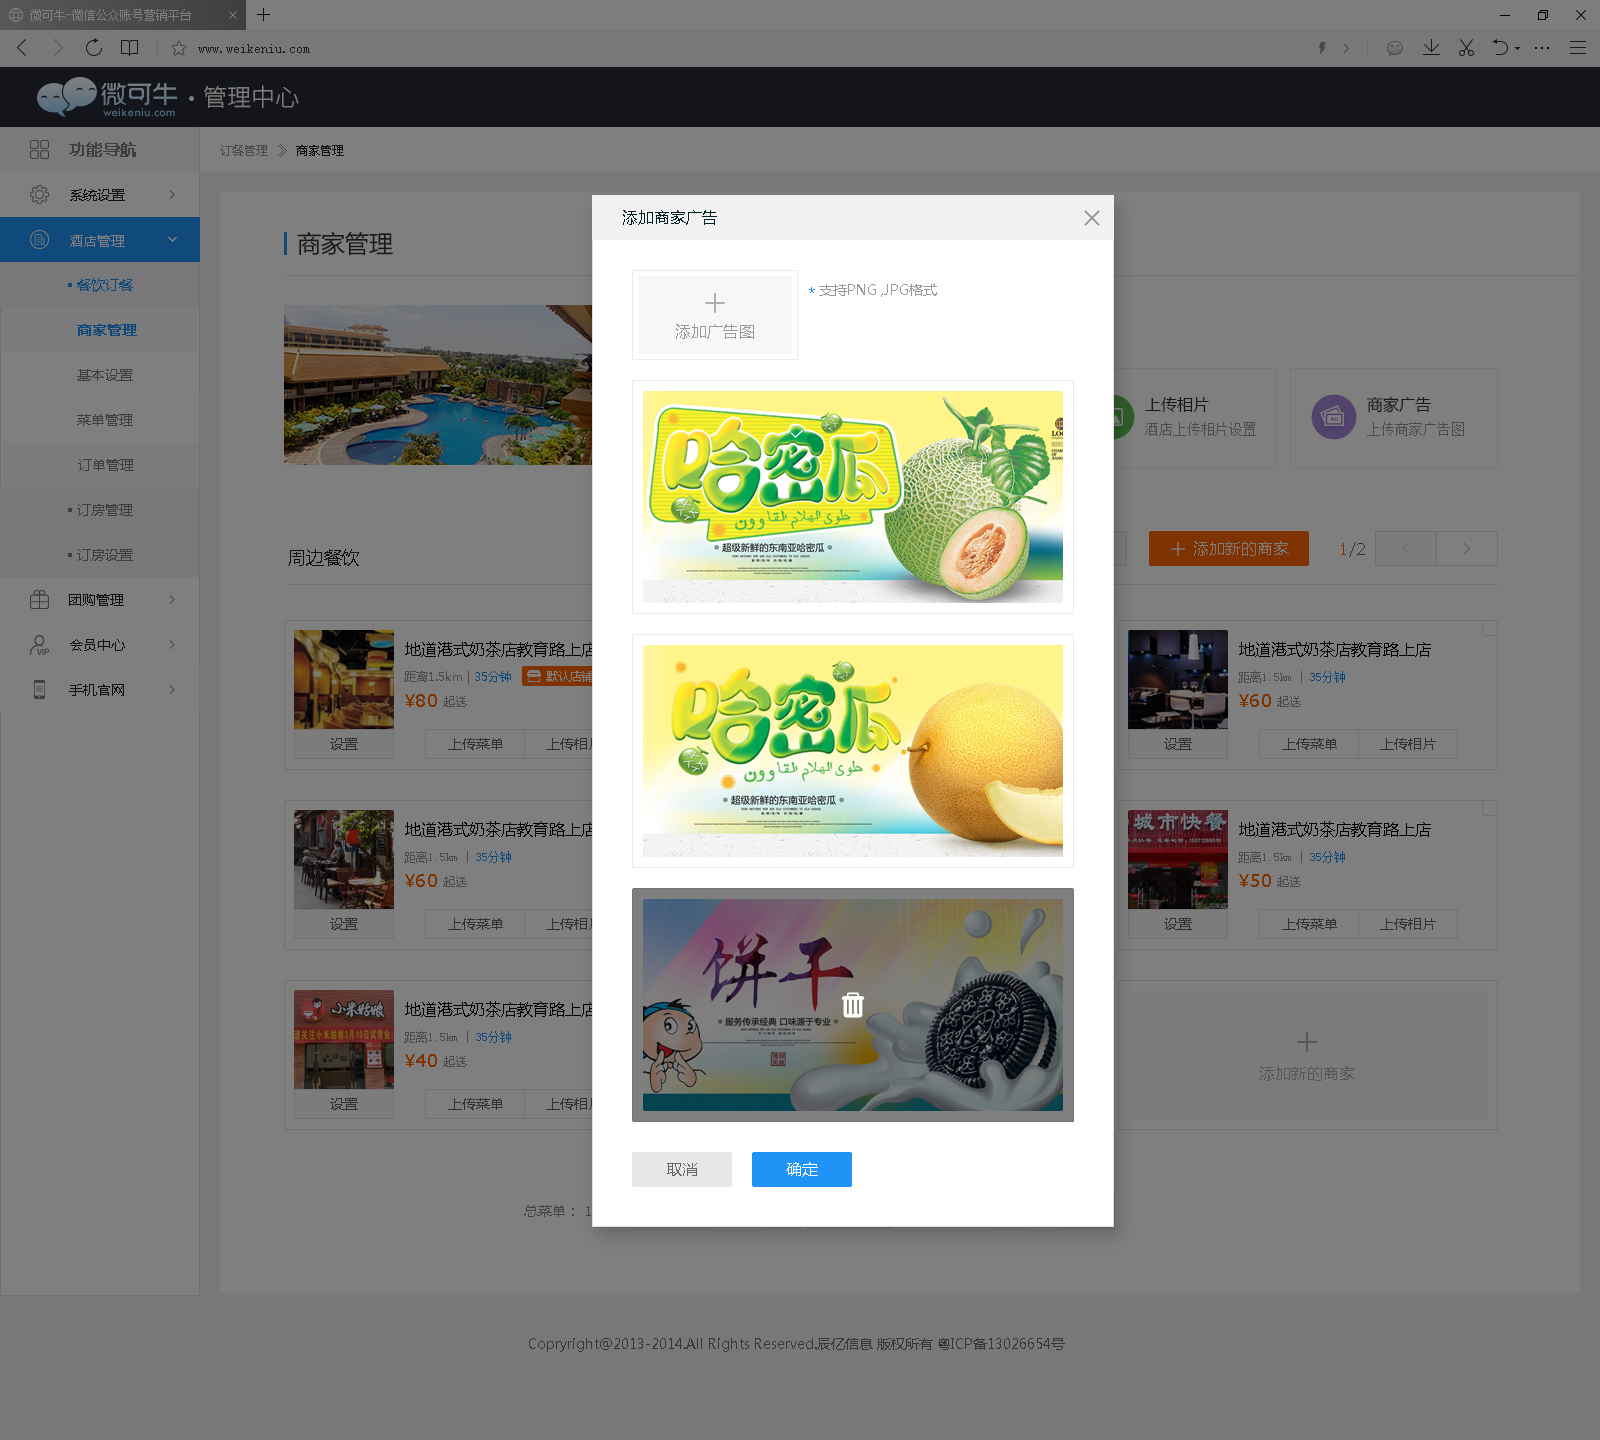 微可牛-微信公众账号营销平台
www.weikeniu.com
微可牛
weikeniu.com
· 管理中心
功能导航
系统设置
酒店管理
餐饮订餐
商家管理
基本设置
菜单管理
订单管理
订房管理
订房设置
团购管理
会员中心
VIP
手机官网
订餐管理 商家管理
商家管理
上传相片
酒店上传相片设置
商家广告
上传商家广告图
周边餐饮
添加新的商家
1/2
地道港式奶茶店教育路上店
距离1.5km | 35分钟 默认店铺
¥80 起送
设置 上传菜单 上传相片
地道港式奶茶店教育路上店
距离1.5km | 35分钟
¥60 起送
设置 上传菜单 上传相片
地道港式奶茶店教育路上店
距离1.5km | 35分钟
¥60 起送
设置 上传菜单 上传相片
城市快餐
地道港式奶茶店教育路上店
距离1.5km | 35分钟
¥50 起送
设置 上传菜单 上传相片
小米姑娘
地道港式奶茶店教育路上店
距离1.5km | 35分钟
¥40 起送
设置 上传菜单 上传相片
添加新的商家
总菜单： 1
添加商家广告
添加广告图
* 支持PNG ,JPG格式
哈密瓜
حلوى الهلام القاوون
• 超级新鲜的东南亚哈密瓜 •
哈密瓜
حلوى الهلام القاوون
• 超级新鲜的东南亚哈密瓜 •
饼干
• 服务传承经典 口味源于专业 •
取消
确定
Copryright@2013-2014.All Rights Reserved.辰亿信息 版权所有 粤ICP备13026654号